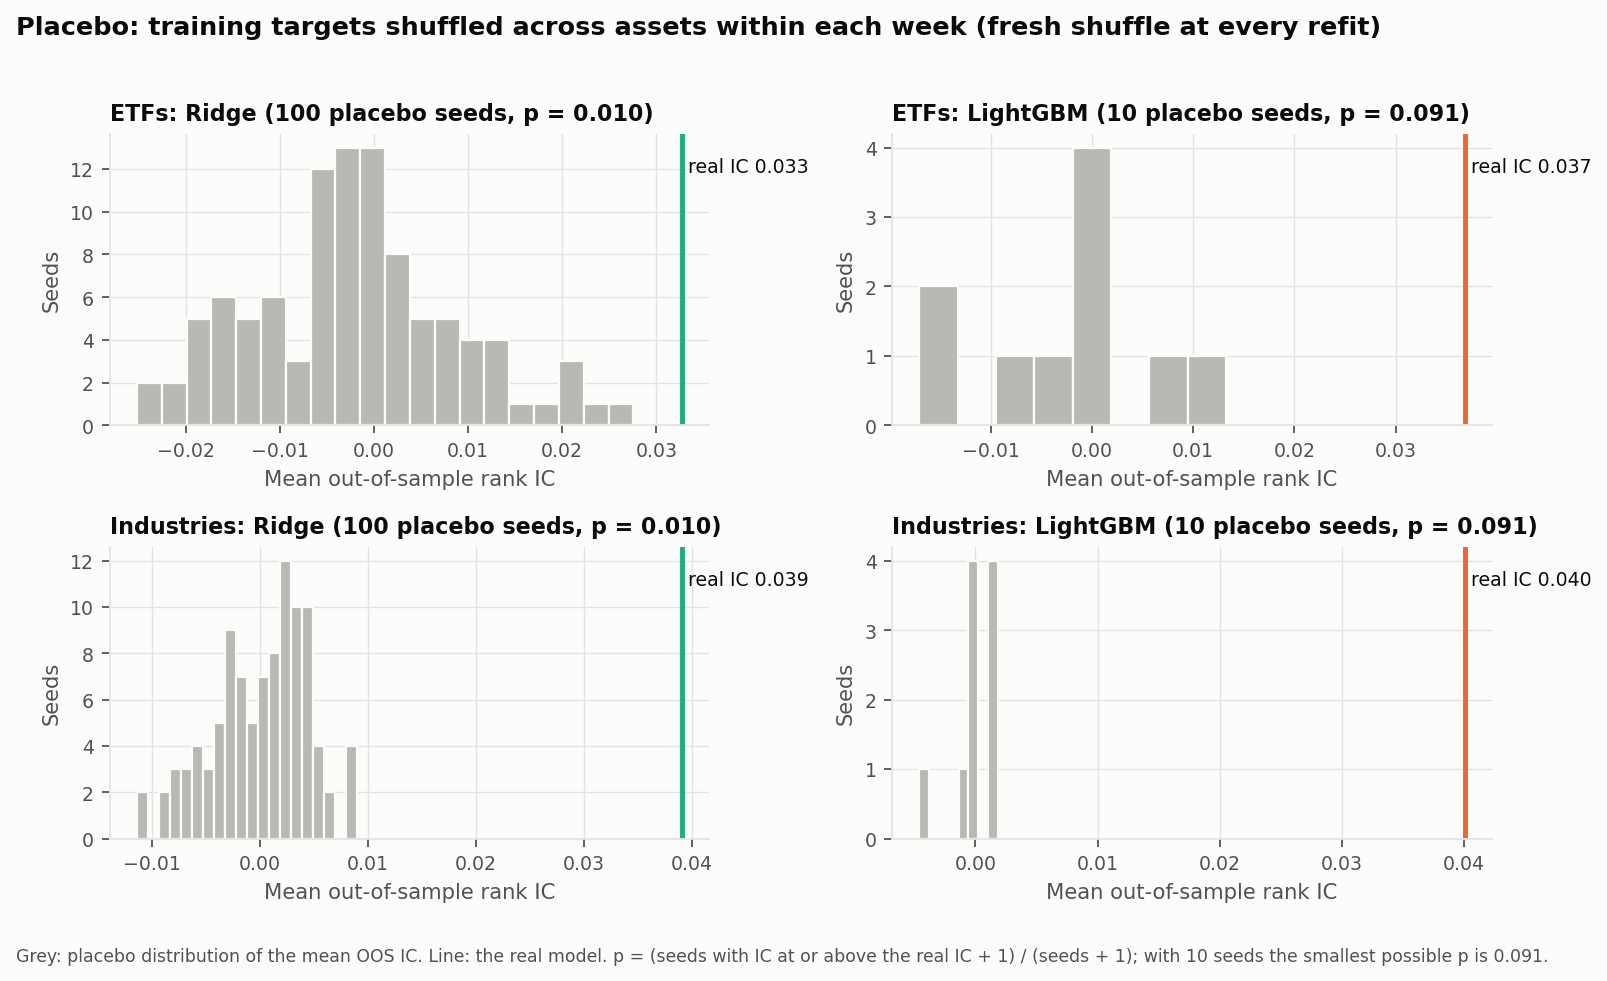 Placebo: training targets shuffled across assets within each week (fresh shuffle at every refit)
ETFs: Ridge (100 placebo seeds, p = 0.010)
12
10
8
6
4
2
0
Seeds
real IC 0.033
−0.02
−0.01
0.00
0.01
0.02
0.03
Mean out-of-sample rank IC
ETFs: LightGBM (10 placebo seeds, p = 0.091)
4
3
2
1
0
Seeds
real IC 0.037
−0.01
0.00
0.01
0.02
0.03
Mean out-of-sample rank IC
Industries: Ridge (100 placebo seeds, p = 0.010)
12
10
8
6
4
2
0
Seeds
real IC 0.039
−0.01
0.00
0.01
0.02
0.03
0.04
Mean out-of-sample rank IC
Industries: LightGBM (10 placebo seeds, p = 0.091)
4
3
2
1
0
Seeds
real IC 0.040
0.00
0.01
0.02
0.03
0.04
Mean out-of-sample rank IC
Grey: placebo distribution of the mean OOS IC. Line: the real model. p = (seeds with IC at or above the real IC + 1) / (seeds + 1); with 10 seeds the smallest possible p is 0.091.